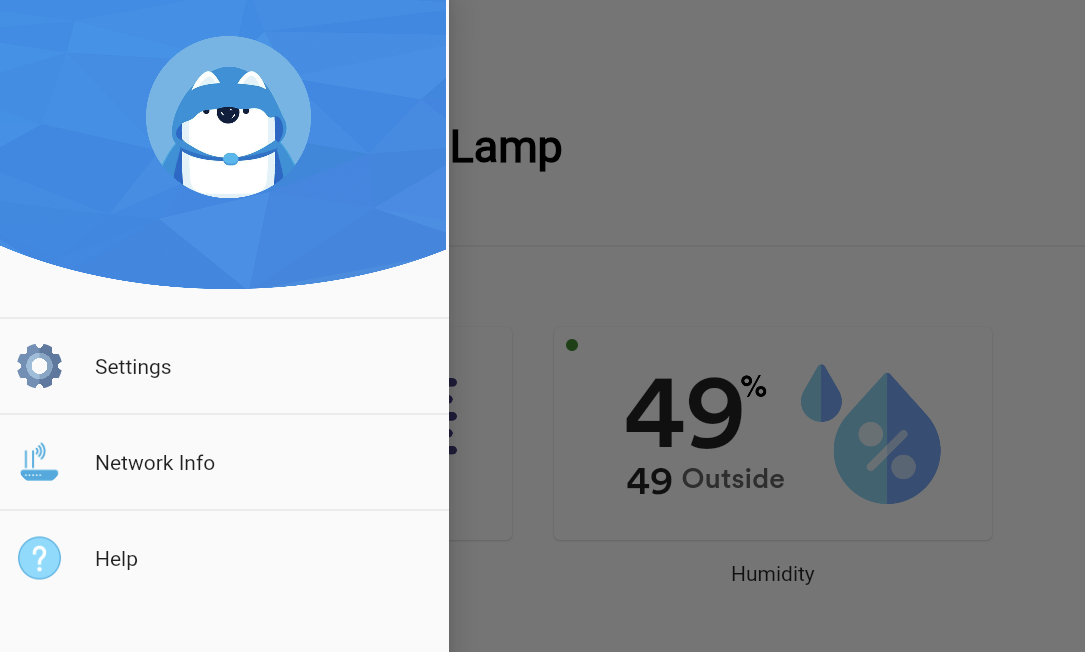 Lamp
Settings
Network Info
Help
49%
49 Outside
Humidity